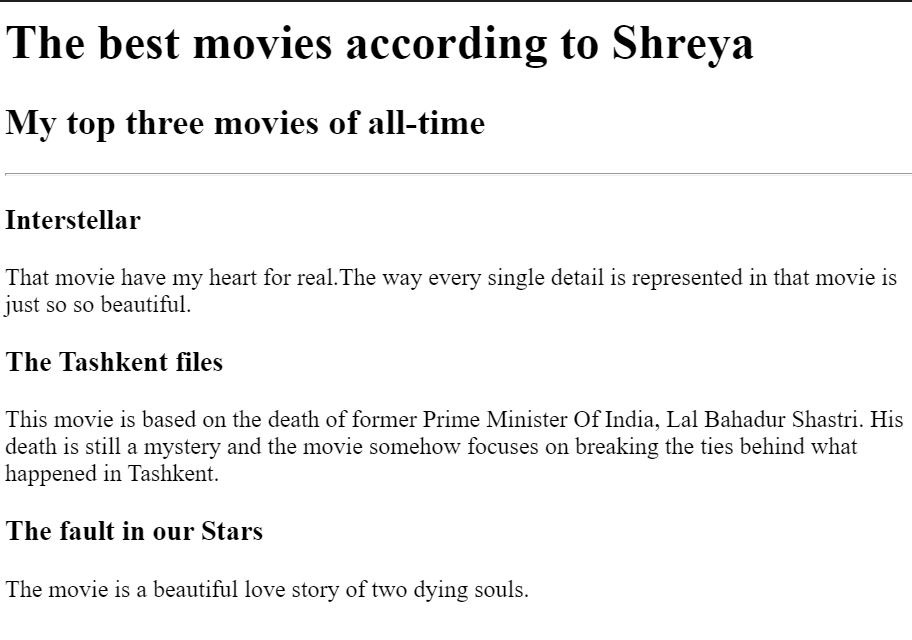 The best movies according to Shreya
My top three movies of all-time
Interstellar
That movie have my heart for real.The way every single detail is represented in that movie is
just so so beautiful.
The Tashkent files
This movie is based on the death of former Prime Minister Of India, Lal Bahadur Shastri. His
death is still a mystery and the movie somehow focuses on breaking the ties behind what
happened in Tashkent.
The fault in our Stars
The movie is a beautiful love story of two dying souls.